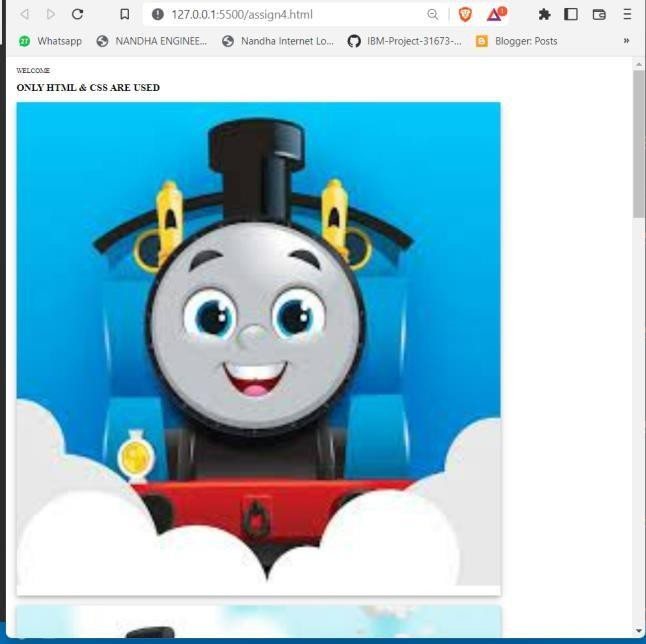 127.0.0.1:5500/assign4.html
27 Whatsapp NANDHA ENGINEE... Nandha Internet Lo... IBM-Project-31673-... Blogger: Posts »
WELCOME
ONLY HTML & CSS ARE USED